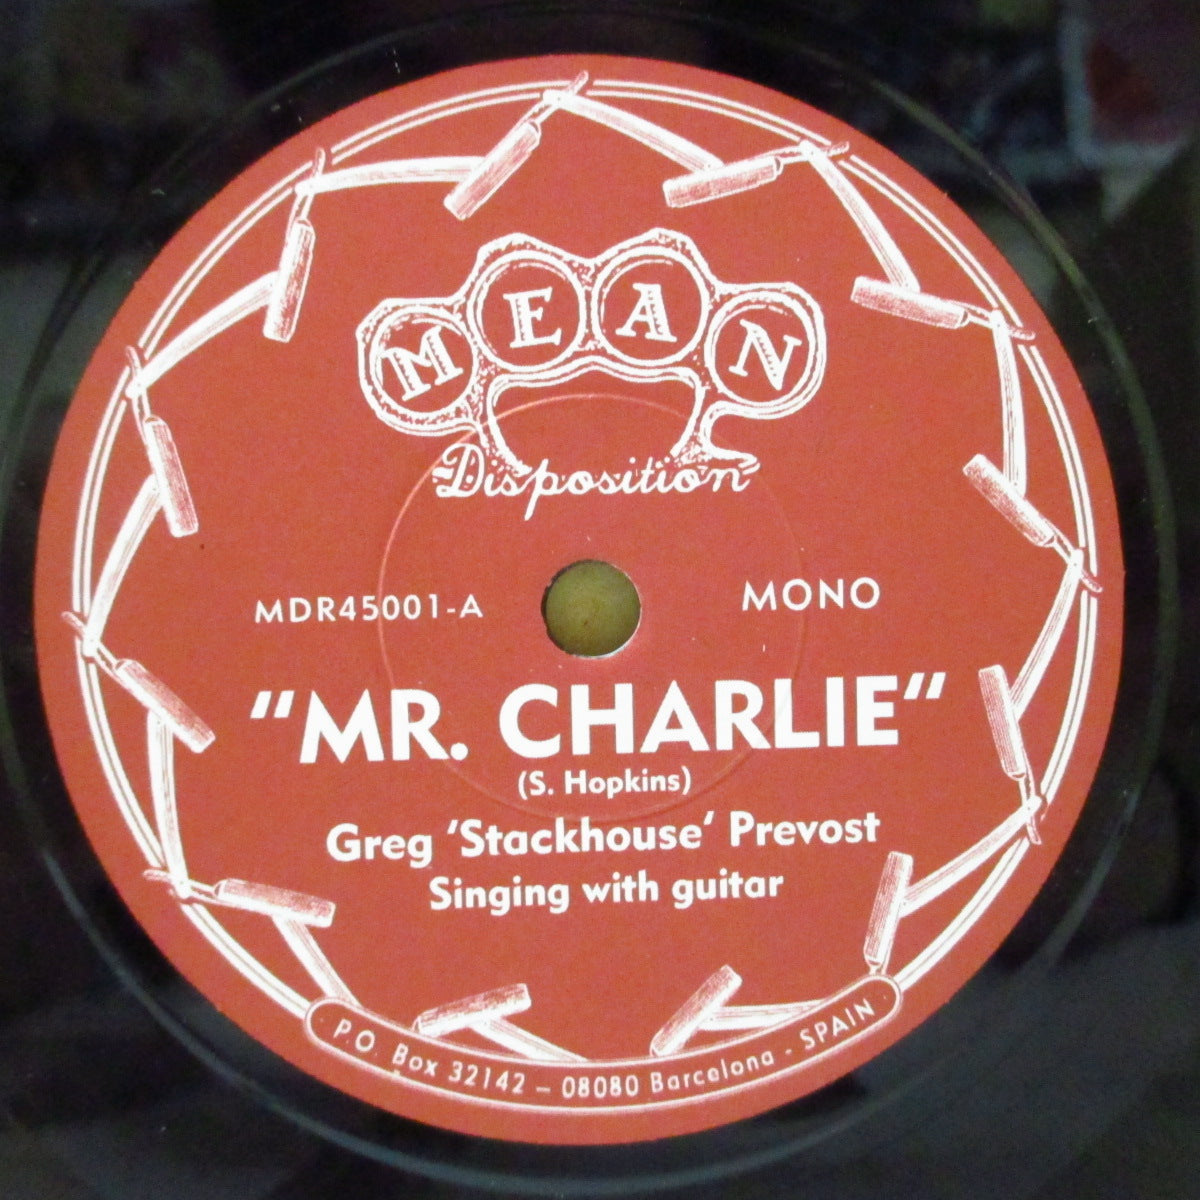 MEAN
Disposition
MDR45001-A
MONO
"MR. CHARLIE"
(S. Hopkins)
Greg 'Stackhouse' Prevost
Singing with guitar
P.O. Box 32142 – 08080 Barcelona - SPAIN